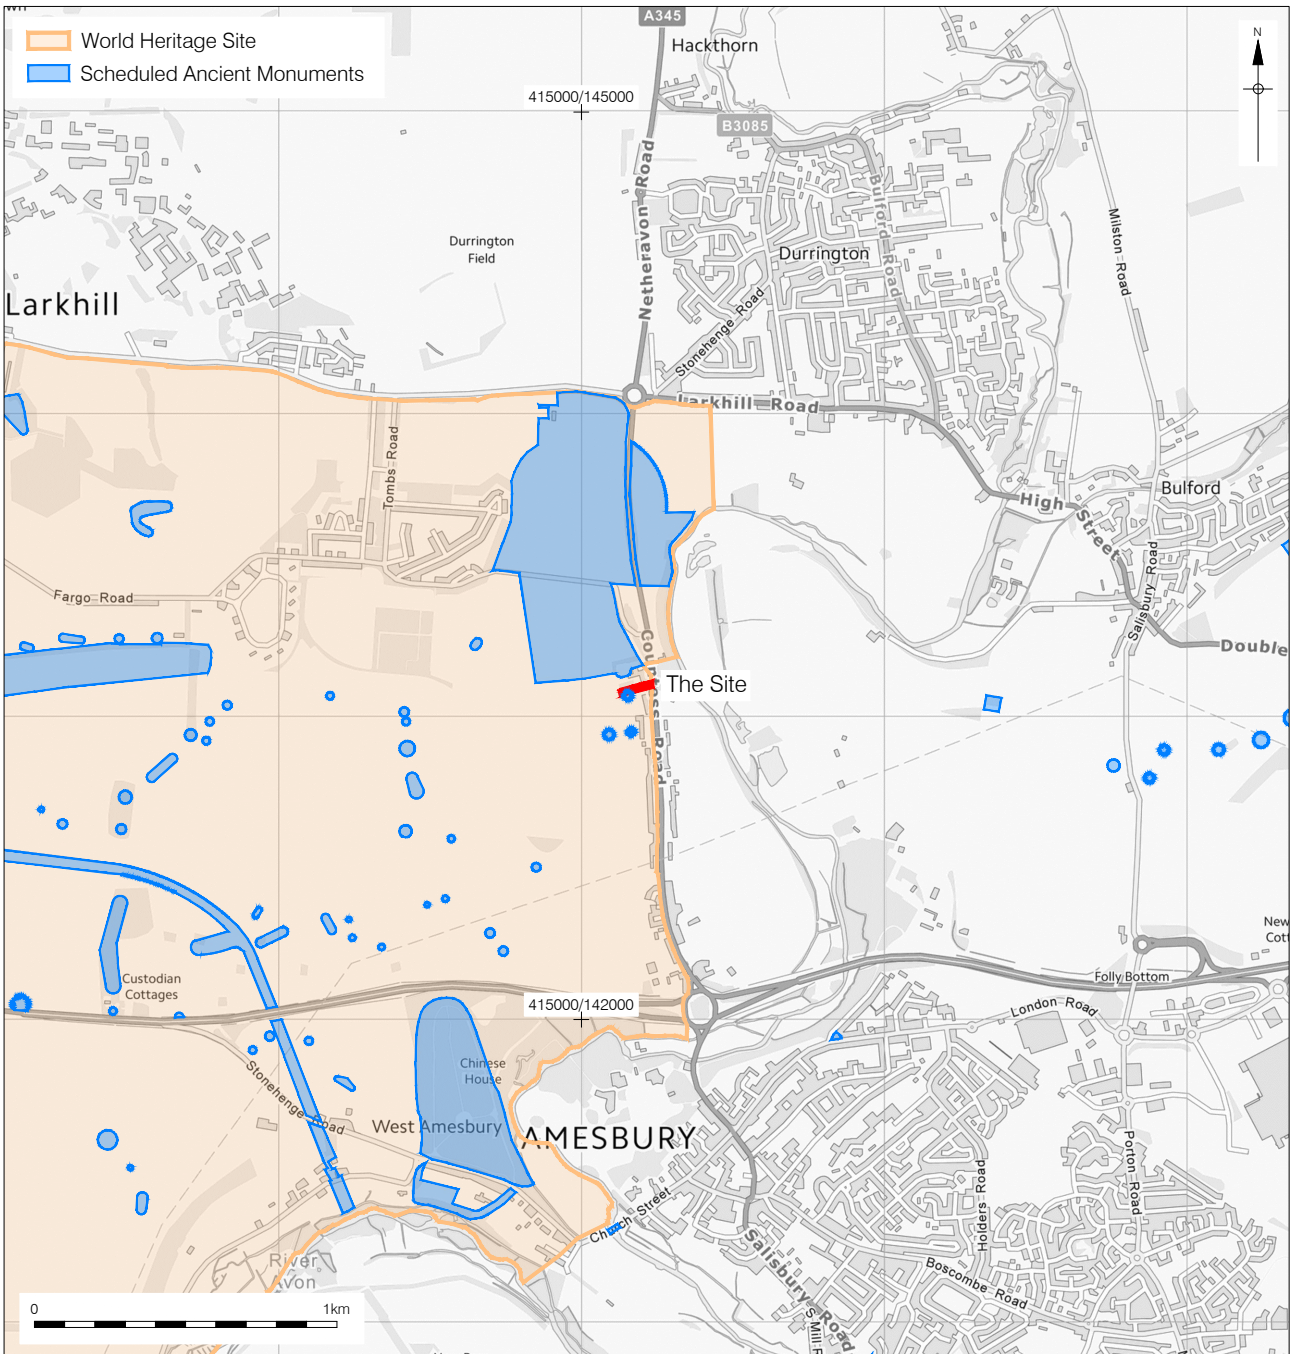 World Heritage Site
Scheduled Ancient Monuments
A345
Hackthorn
N
415000/145000
B3085
Netheravon Road
Bulford Road
Milston Road
Durrington
Field
Durrington
Larkhill
Stonehenge Road
Larkhill Road
Tombs Road
High Street
Bulford
Salisbury Road
Fargo Road
Double
Countess Road
The Site
New
Cott
Custodian
Cottages
Folly Bottom
415000/142000
London Road
Chinese
House
Stonehenge Road
West Amesbury
AMESBURY
Porton Road
Holders Road
Church Street
Salisbury Road
River
Avon
Boscombe Road
0 1km